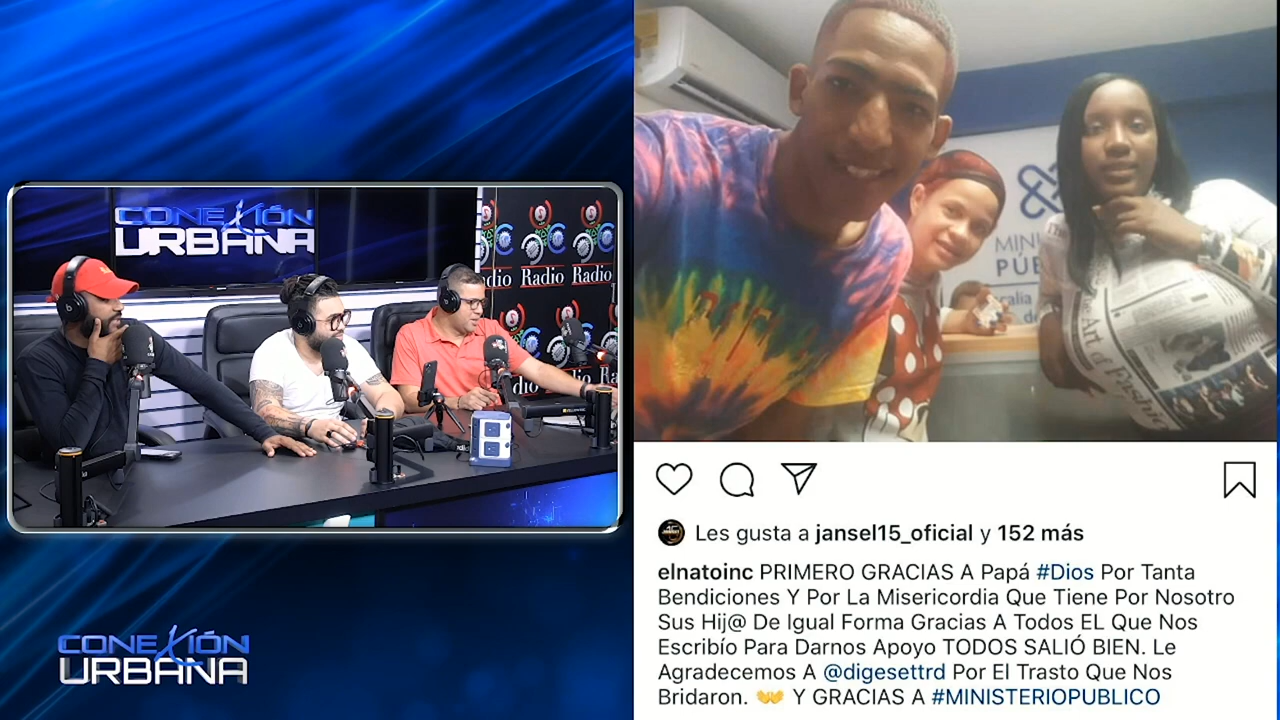 CONEXIÓN
URBANA
Radio
Radio
Radio
CONEXIÓN
URBANA
MINI
PÚB
Art of Fashio
Les gusta a jansel15_oficial y 152 más
elnatoinc PRIMERO GRACIAS A Papá #Dios Por Tanta
Bendiciones Y Por La Misericordia Que Tiene Por Nosotro
Sus Hij@ De Igual Forma Gracias A Todos EL Que Nos
Escribío Para Darnos Apoyo TODOS SALIÓ BIEN. Le
Agradecemos A @digesettrd Por El Trasto Que Nos
Bridaron. 👐 Y GRACIAS A #MINISTERIOPUBLICO